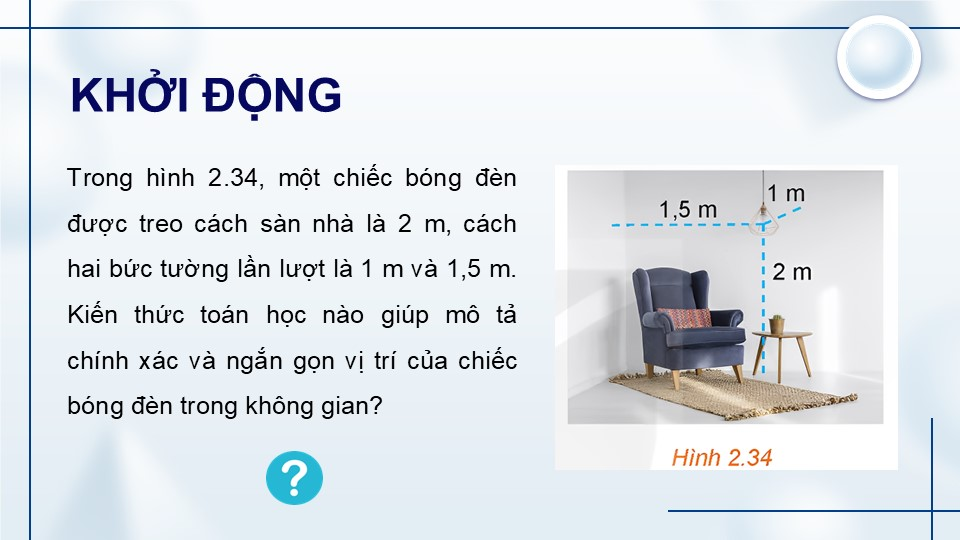 KHỞI ĐỘNG
Trong hình 2.34, một chiếc bóng đèn
được treo cách sàn nhà là 2 m, cách
hai bức tường lần lượt là 1 m và 1,5 m.
Kiến thức toán học nào giúp mô tả
chính xác và ngắn gọn vị trí của chiếc
bóng đèn trong không gian?
?
1 m
1,5 m
2 m
Hình 2.34